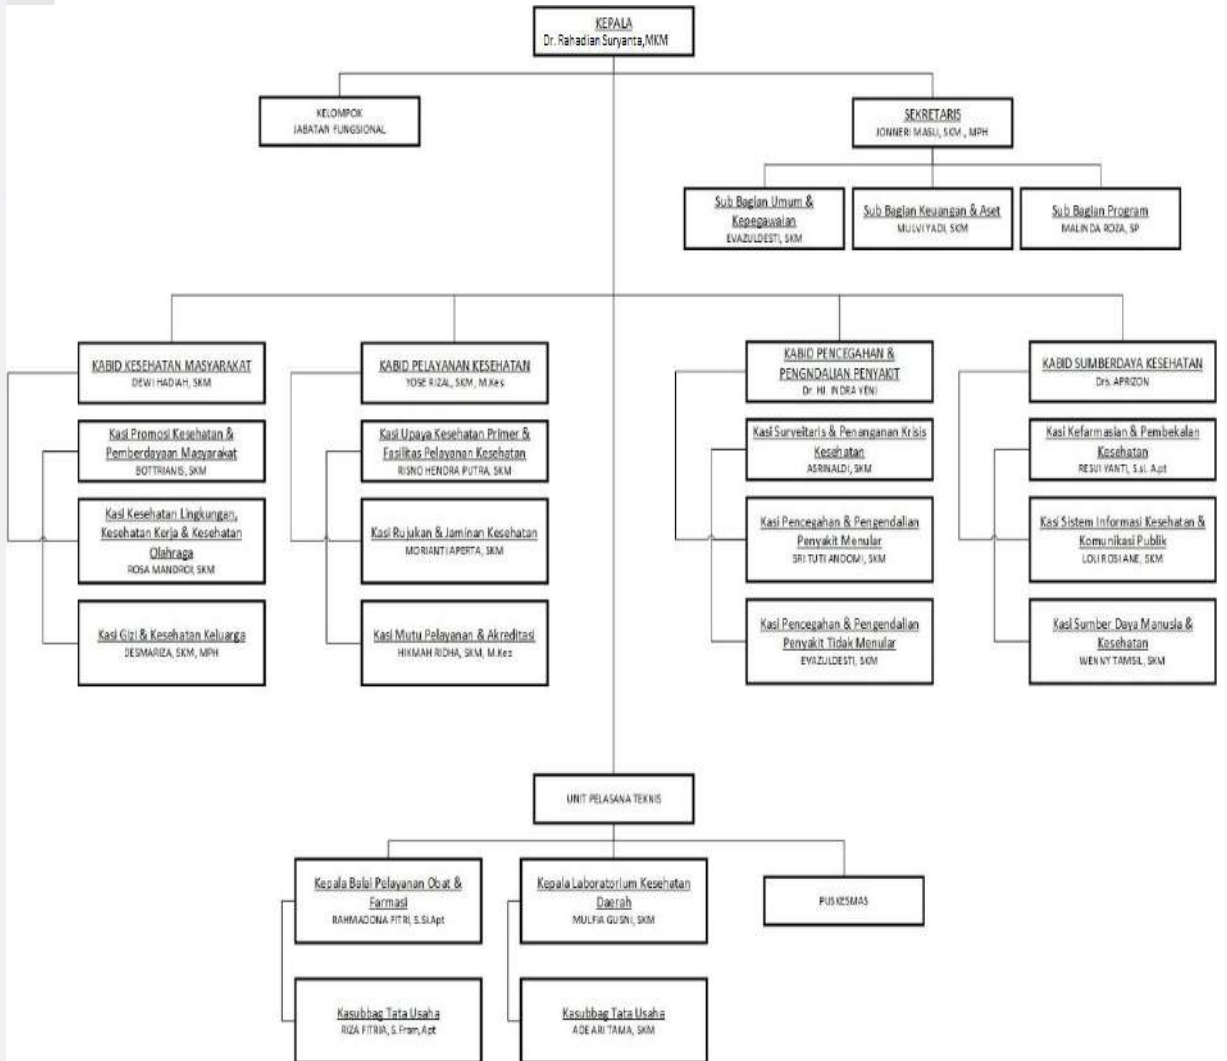 KEPALA
Dr. Rahadian Suryanta,MKM
KELOMPOK
JABATAN FUNGSIONAL
SEKRETARIS
JONNERI MASLI, SKM., MPH
Sub Bagian Umum &
Kepegawaian
EVAZULDESTI, SKM
Sub Bagian Keuangan & Aset
MULVIYADI, SKM
Sub Bagian Program
MALINDA ROZA, SP
KABID KESEHATAN MASYARAKAT
DEWI HADIAH, SKM
KABID PELAYANAN KESEHATAN
YOSE RIZAL, SKM, M.Kes
KABID PENCEGAHAN &
PENGNDALIAN PENYAKIT
Dr. HJ. INDRA YENI
KABID SUMBERDAYA KESEHATAN
Drs. APRIZON
Kasi Promosi Kesehatan &
Pemberdayaan Masyarakat
BOTTRIANIS, SKM
Kasi Upaya Kesehatan Primer &
Fasilitas Pelayanan Kesehatan
RISNO HENDRA PUTRA, SKM
Kasi & Penanganan Krisis
Kesehatan
ASRINALDI, SKM
Kasi Kefarmasian & Pembekalan
Kesehatan
YANTI, S.si. A.pt
Kasi Kesehatan Lingkungan,
Kesehatan Kerja & Kesehatan
Olahraga
ROSA SKM
Kasi Rujukan & Jaminan Kesehatan
MORIANTI APERTA, SKM
Kasi Pencegahan & Pengendalian
Penyakit Menular
SRI TUTI ANDOMI, SKM
Kasi Sistem Informasi Kesehatan &
Komunikasi Publik
LOLI ROSIANE, SKM
Kasi Gizi & Kesehatan Keluarga
DESMARIZA, SKM, MPH
Kasi Mutu Pelayanan & Akreditasi
HIKMAH RIDHA, SKM, M.Kes
Kasi Pencegahan & Pengendalian
Penyakit Tidak Menular
EVAZULDESTI, SKM
Kasi Sumber Daya Manusia &
Kesehatan
WENNY TAMSIL, SKM
UNIT PELASANA TEKNIS
Kepala Balai Pelayanan Obat &
Farmasi
RAHMADONA FITRI, S.Si.Apt
Kepala Laboratorium Kesehatan
Daerah
MULFIA GUSNI, SKM
PUSKESMAS
Kasubbag Tata Usaha
RIZA FITRIA, S.Fram,Apt
Kasubbag Tata Usaha
ADE ARI TAMA, SKM